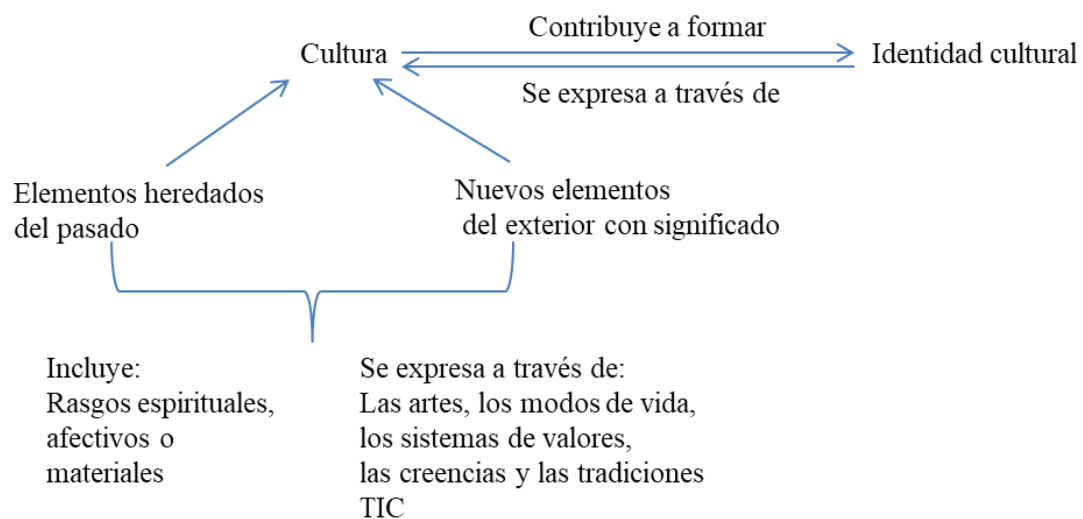 Contribuye a formar
Cultura
Identidad cultural
Se expresa a través de
Elementos heredados
del pasado
Nuevos elementos
del exterior con significado
Incluye:
Rasgos espirituales,
afectivos o
materiales
Se expresa a través de:
Las artes, los modos de vida,
los sistemas de valores,
las creencias y las tradiciones
TIC